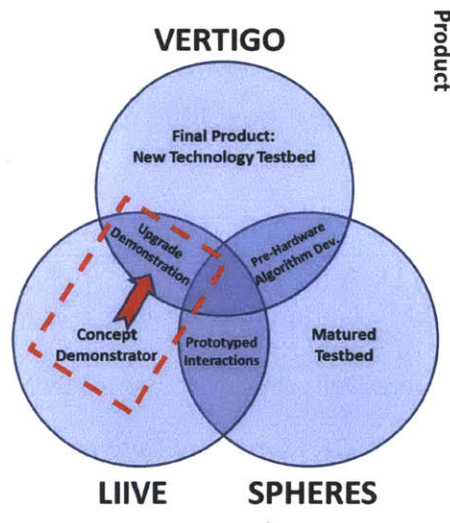 VERTIGO
Product
Final Product:
New Technology Testbed
Upgrade
Demonstration
Pre-Hardware
Algorithm Dev.
Concept
Demonstrator
Prototyped
Interactions
Matured
Testbed
LIIVE
SPHERES